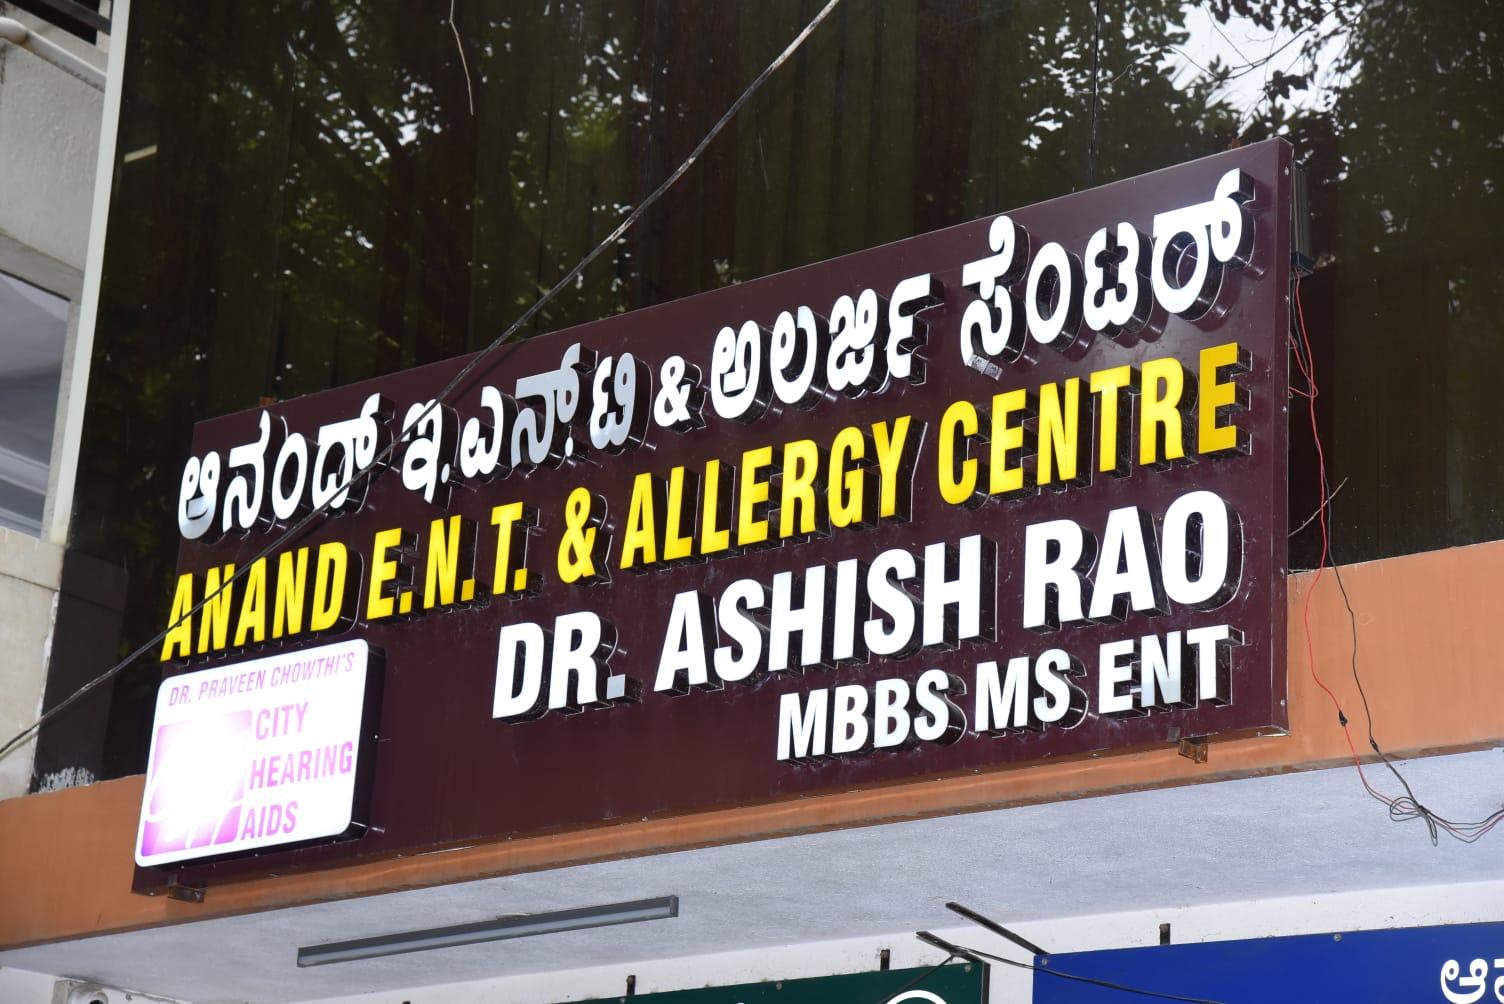 ಆನಂದ್ ಇ.ಎನ್.ಟಿ & ಅಲರ್ಜಿ ಸೆಂಟರ್
ANAND E.N.T. & ALLERGY CENTRE
DR. ASHISH RAO
MBBS MS ENT
DR. PRAVEEN CHOWTHI'S
CITY
HEARING
AIDS